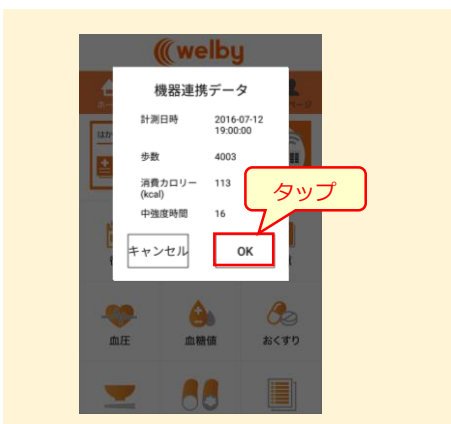 welby
機器連携データ
計測日時 2016-07-12
19:00:00
歩数 4003
消費カロリー 113
(kcal)
中強度時間 16
キャンセル OK
タップ
血圧 血糖値 おくすり